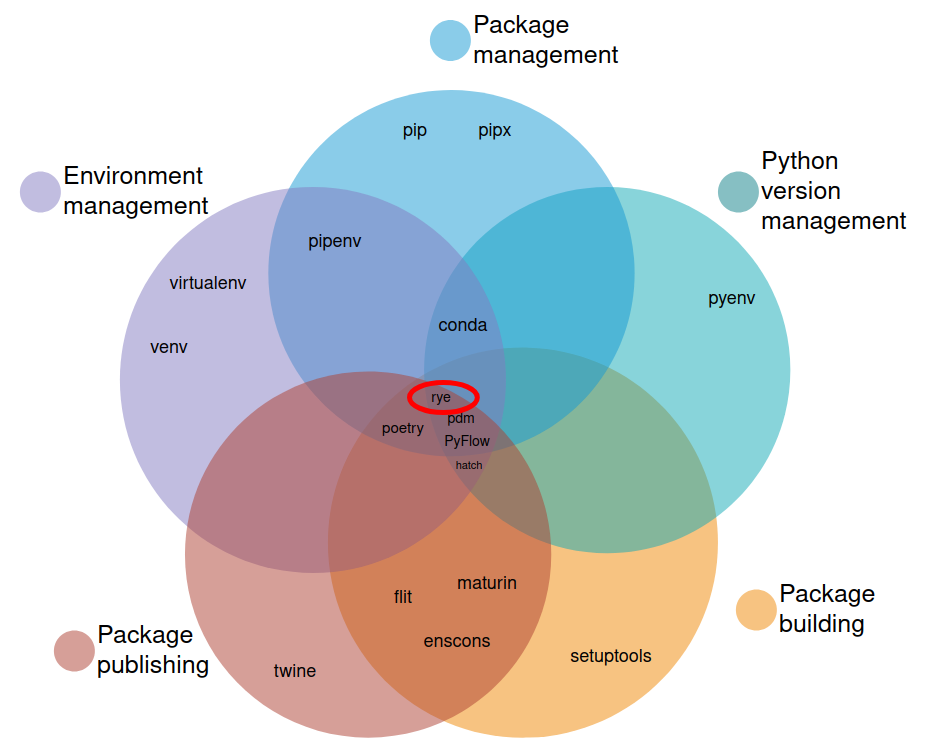 Package
management
Environment
management
Python
version
management
pip
pipx
pipenv
virtualenv
venv
pyenv
conda
rye
pdm
poetry
PyFlow
hatch
flit
maturin
enscons
setuptools
twine
Package
publishing
Package
building